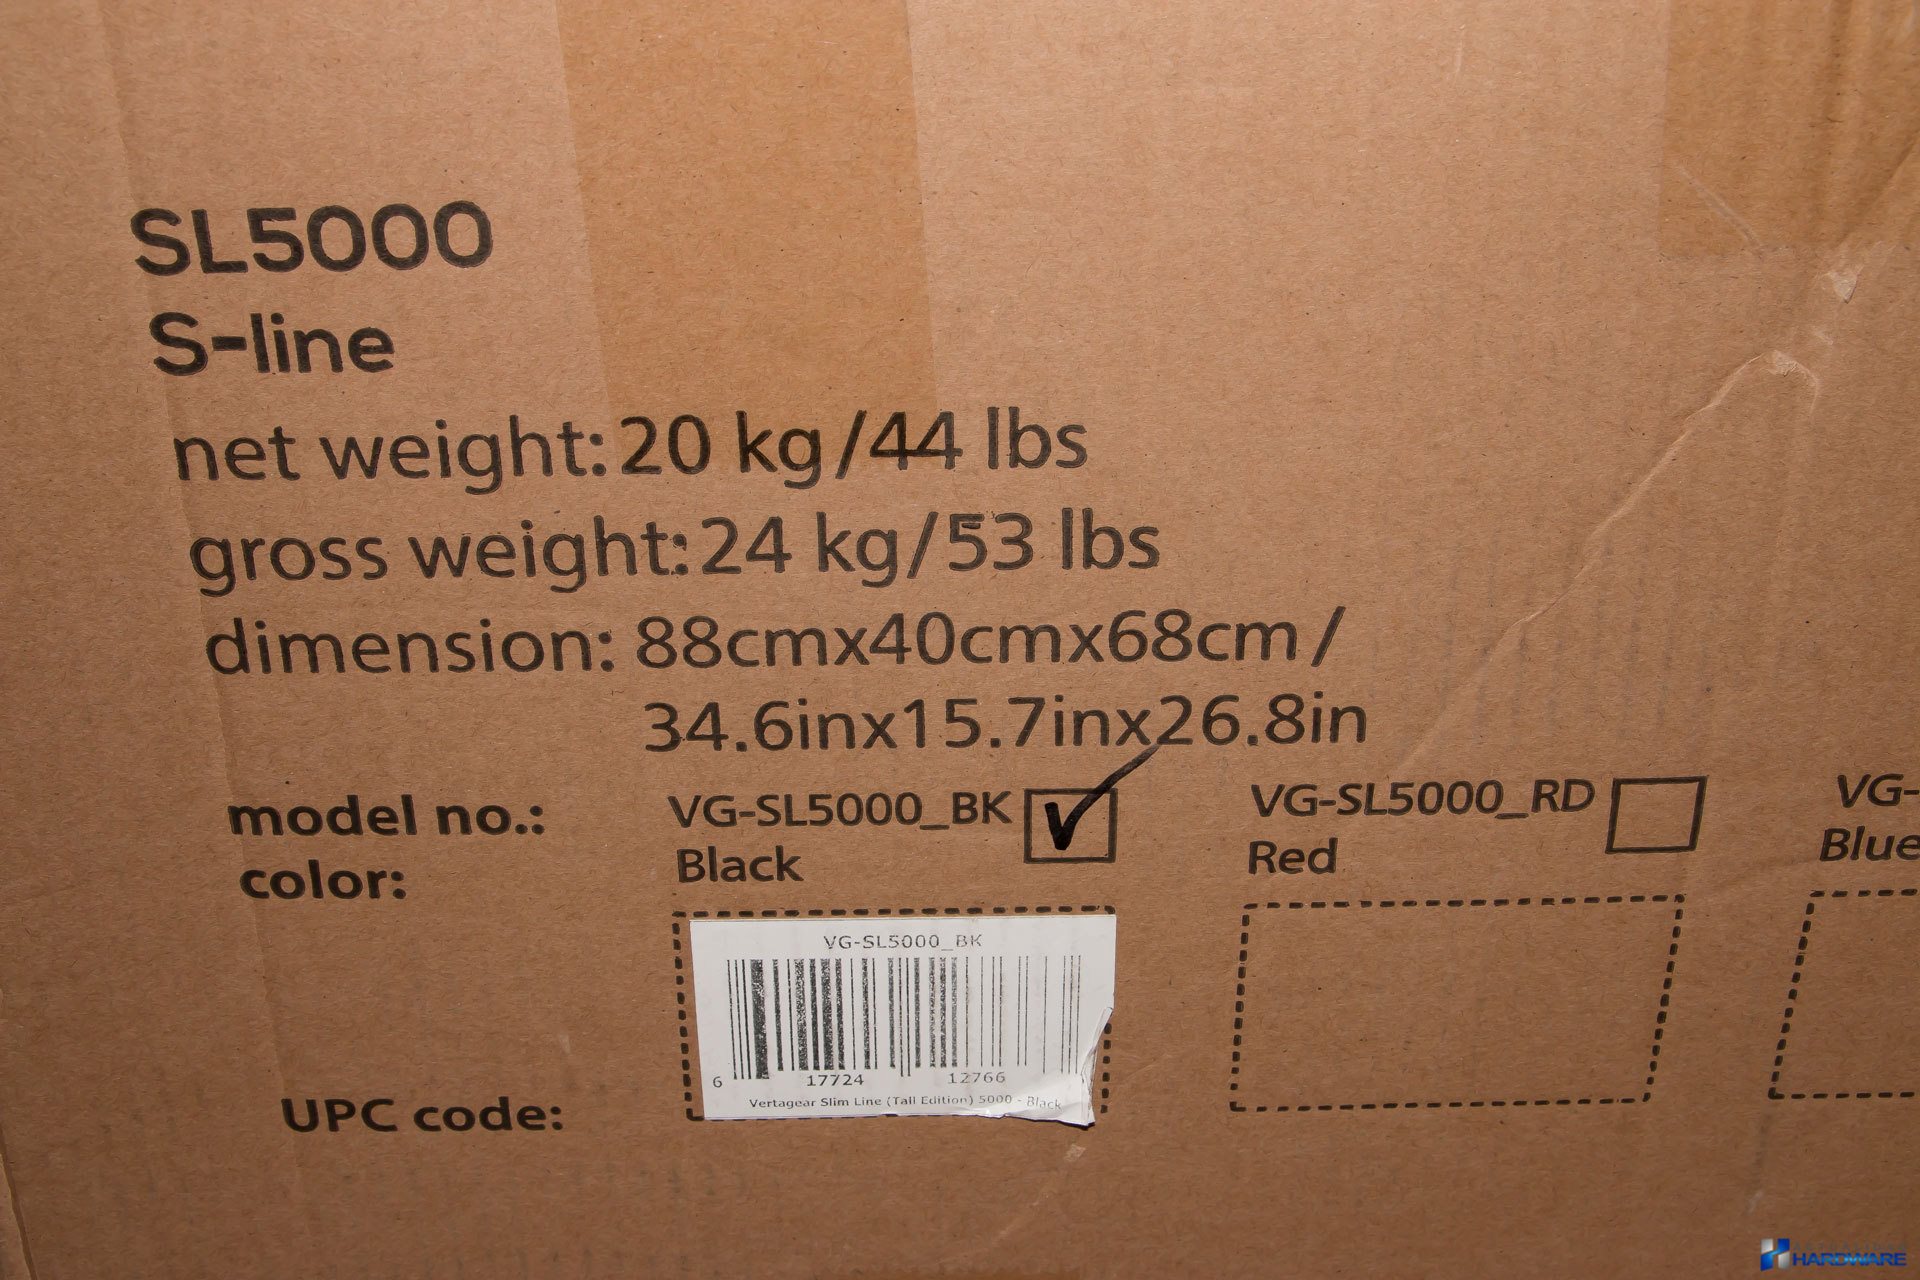 SL5000
S-line
net weight: 20 kg/44 lbs
gross weight: 24 kg/53 lbs
dimension: 88cmx40cmx68cm/
34.6inx15.7inx26.8in
model no.: VG-SL5000_BK VG-SL5000_RD VG-
color: Black Red Blue
VG-SL5000_BK
6 17724 12766
Vertagear Slim Line (Tall Edition) 5000 - Black
UPC code:
HARDWARE